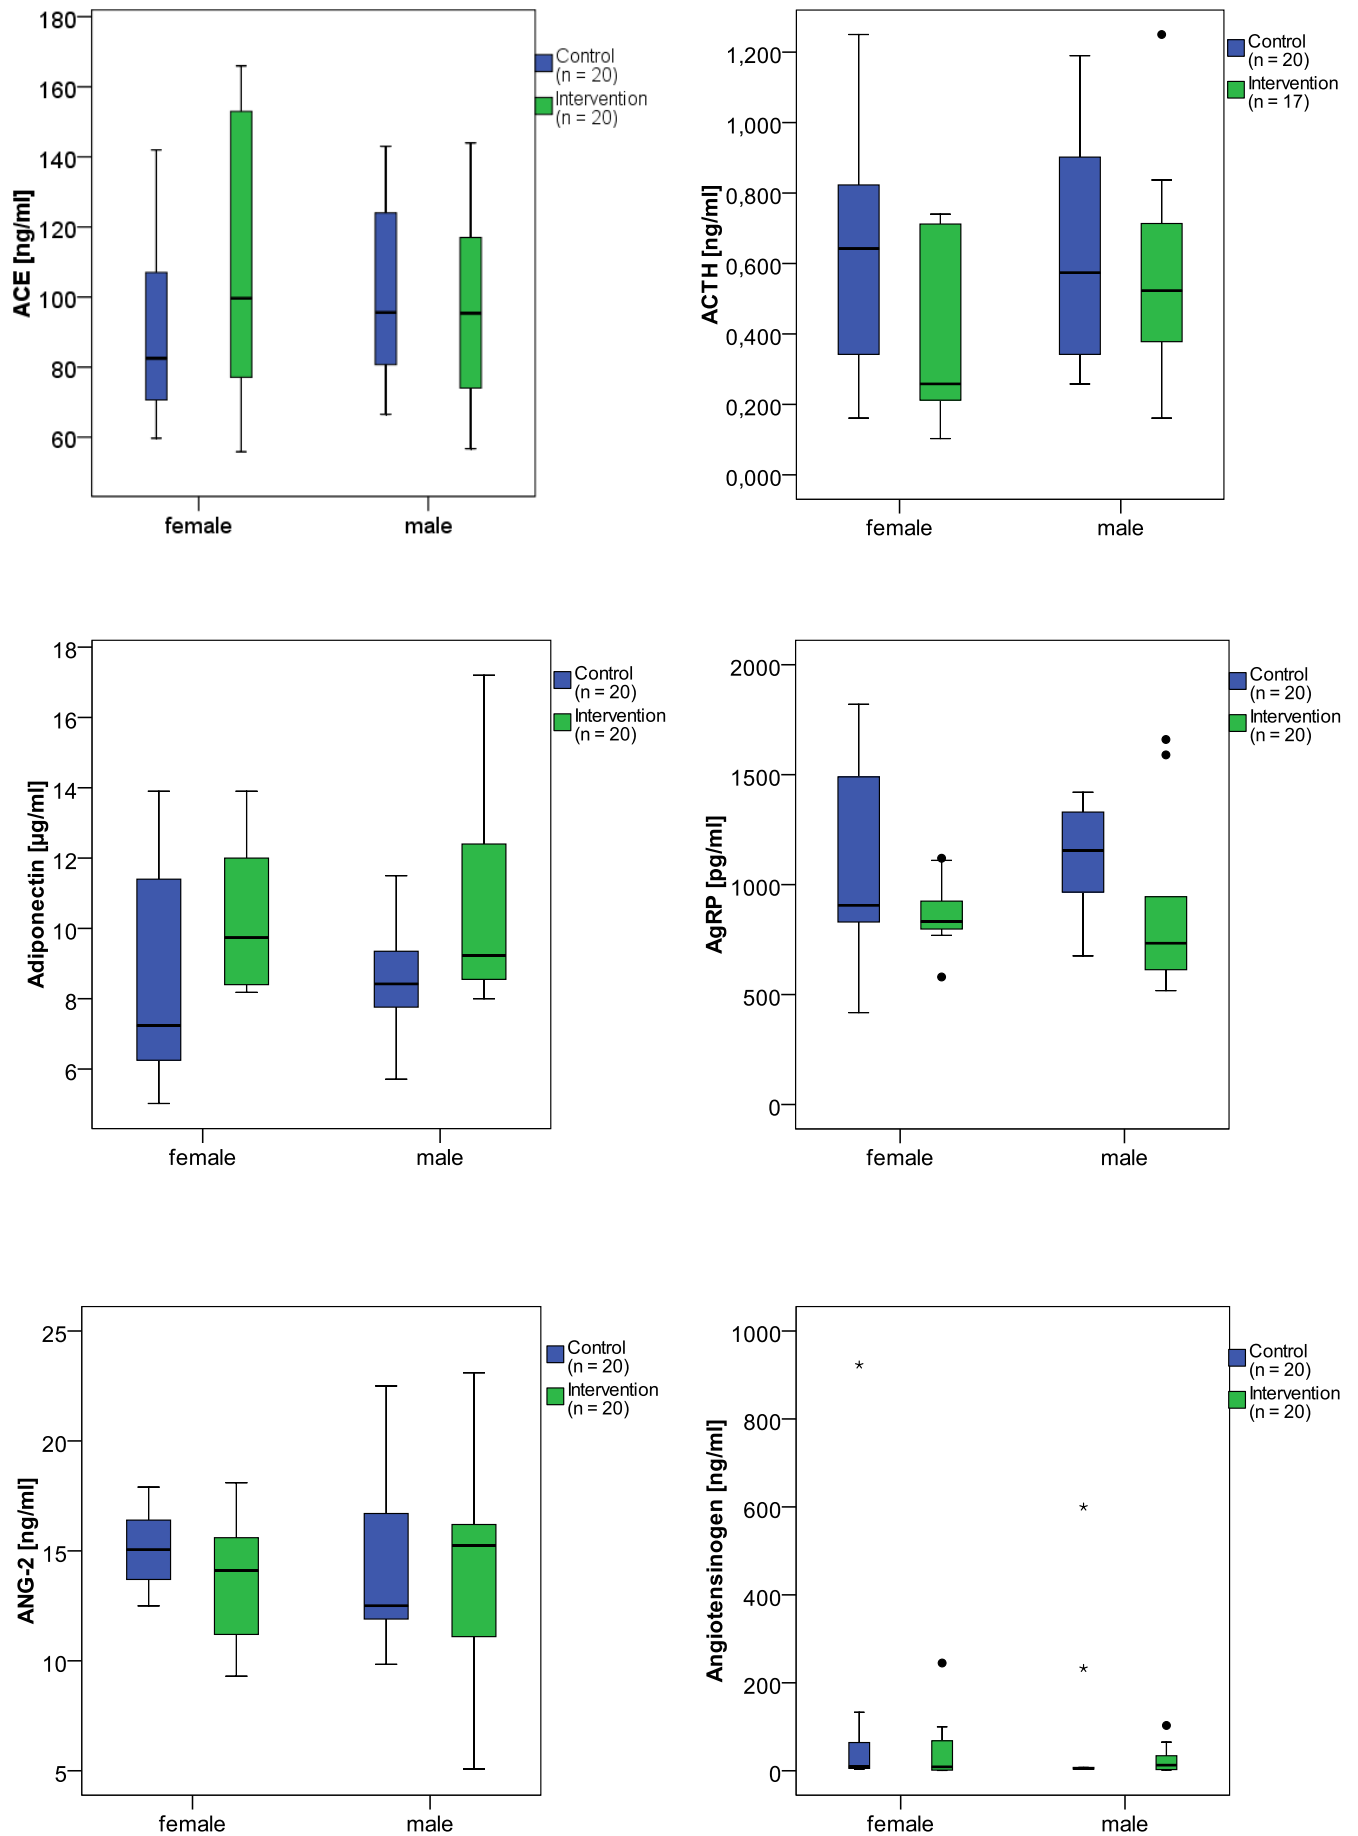 180
160
140
120
100
80
60
ACE [ng/ml]
female
male
Control
(n = 20)
Intervention
(n = 20)
1,200
1,000
0,800
0,600
0,400
0,200
0,000
ACTH [ng/ml]
female
male
Control
(n = 20)
Intervention
(n = 17)
18
16
14
12
10
8
6
Adiponectin [µg/ml]
female
male
Control
(n = 20)
Intervention
(n = 20)
2000
1500
1000
500
0
AgRP [pg/ml]
female
male
Control
(n = 20)
Intervention
(n = 20)
25
20
15
10
5
ANG-2 [ng/ml]
female
male
Control
(n = 20)
Intervention
(n = 20)
1000
800
600
400
200
0
Angiotensinogen [ng/ml]
female
male
Control
(n = 20)
Intervention
(n = 20)